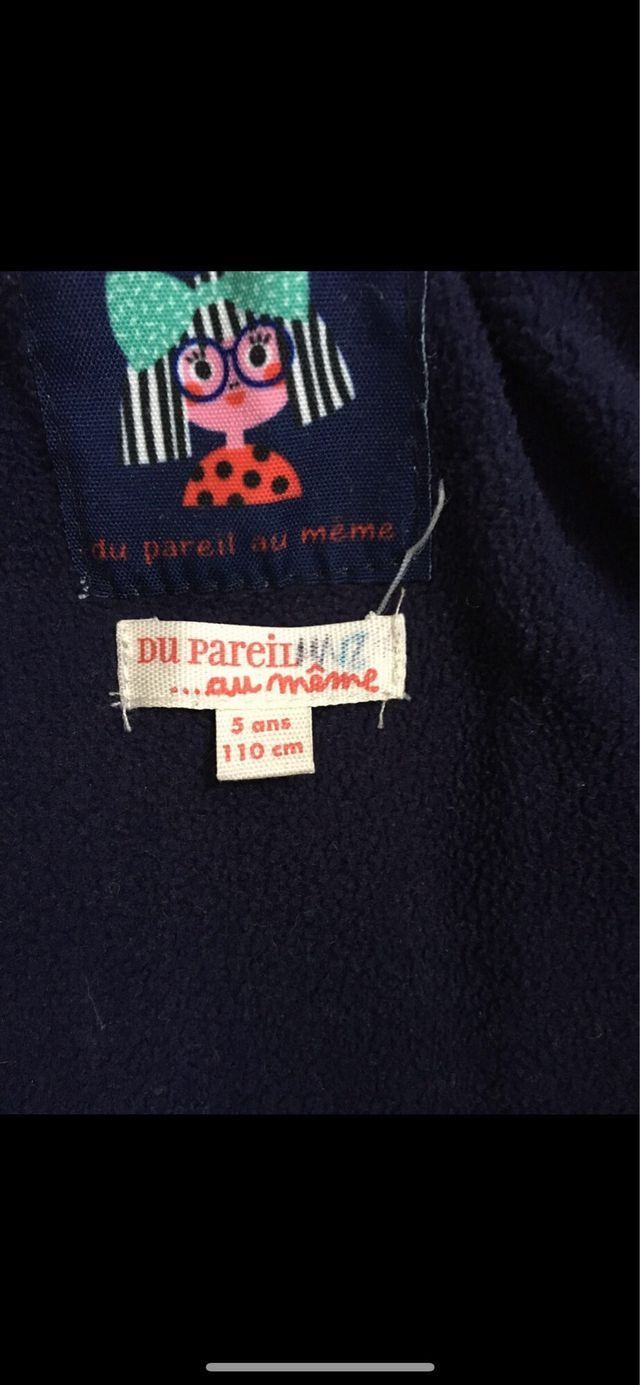 du pareil au même
DU Pareil
...au même
5 ans
110 cm